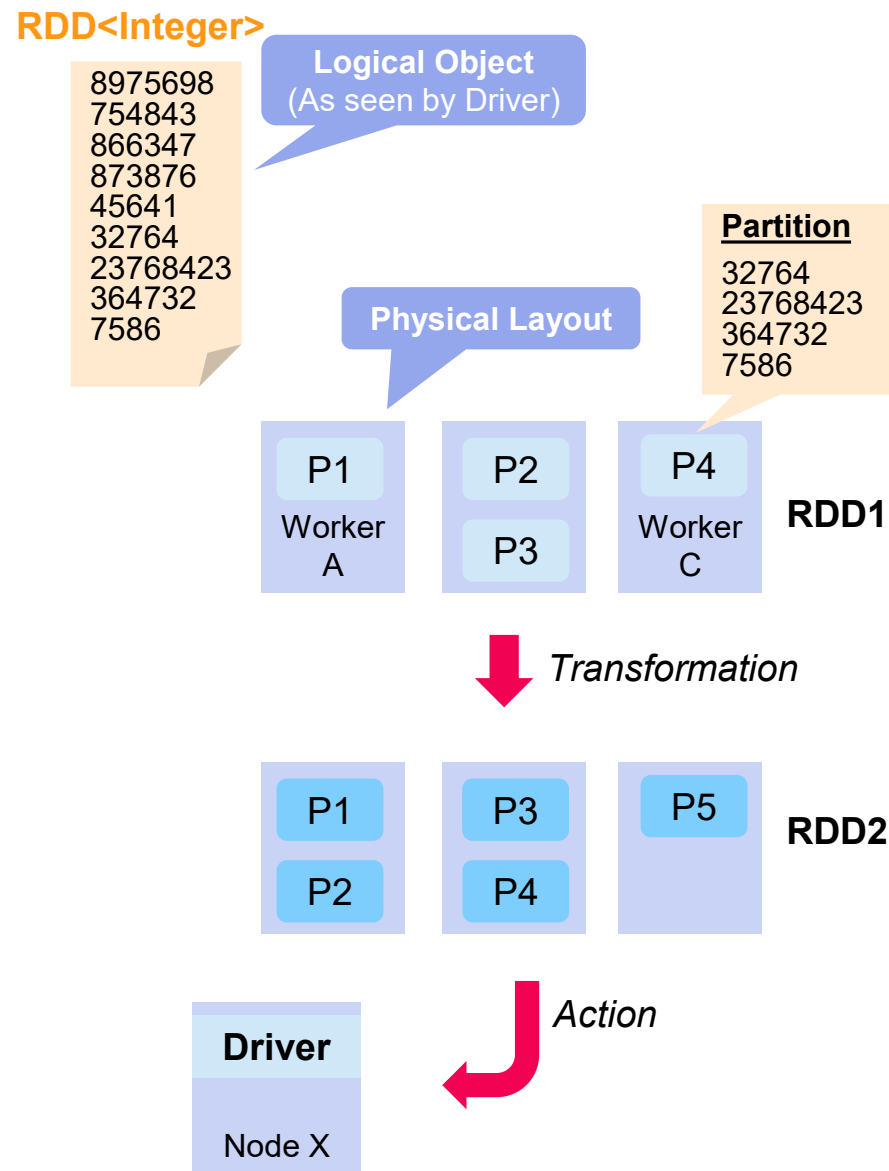 RDD<Integer>
8975698
754843
866347
873876
45641
32764
23768423
364732
7586
Logical Object
(As seen by Driver)
Physical Layout
Partition
32764
23768423
364732
7586
P1
Worker
A
P2
P3
P4
Worker
C
RDD1
Transformation
P1
P2
P3
P4
P5
RDD2
Action
Driver
Node X